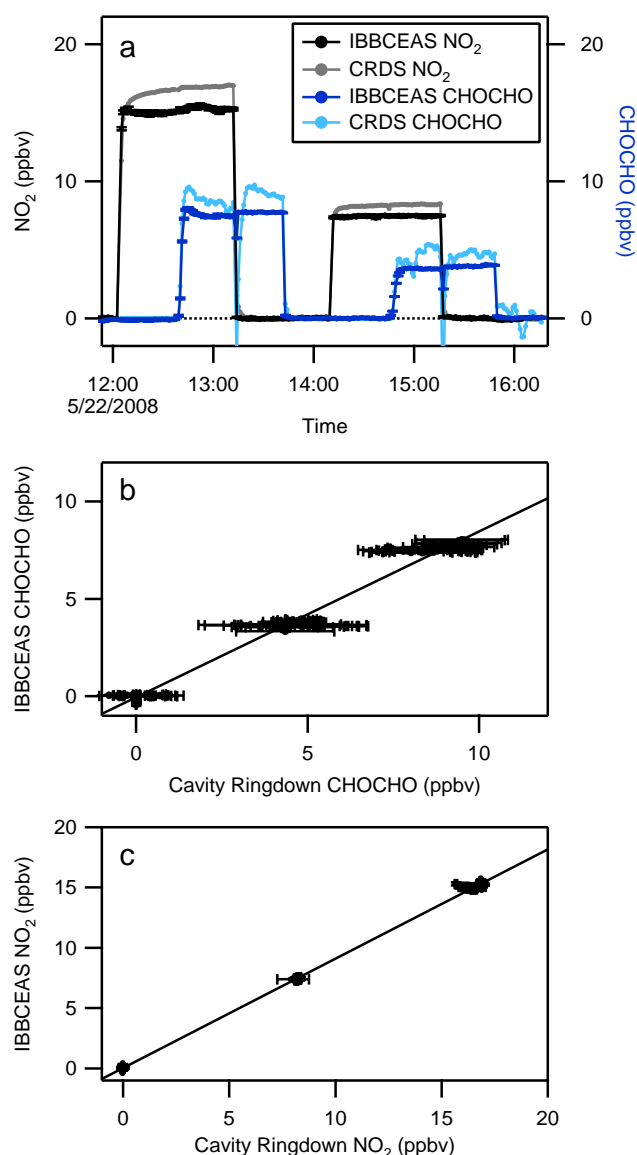 a
IBBCEAS NO2
CRDS NO2
IBBCEAS CHOCHO
CRDS CHOCHO
20
10
0
NO2 (ppbv)
20
10
0
CHOCHO (ppbv)
12:00 13:00 14:00 15:00 16:00
5/22/2008
Time
b
10
5
0
IBBCEAS CHOCHO (ppbv)
0 5 10
Cavity Ringdown CHOCHO (ppbv)
c
20
15
10
5
0
IBBCEAS NO2 (ppbv)
0 5 10 15 20
Cavity Ringdown NO2 (ppbv)